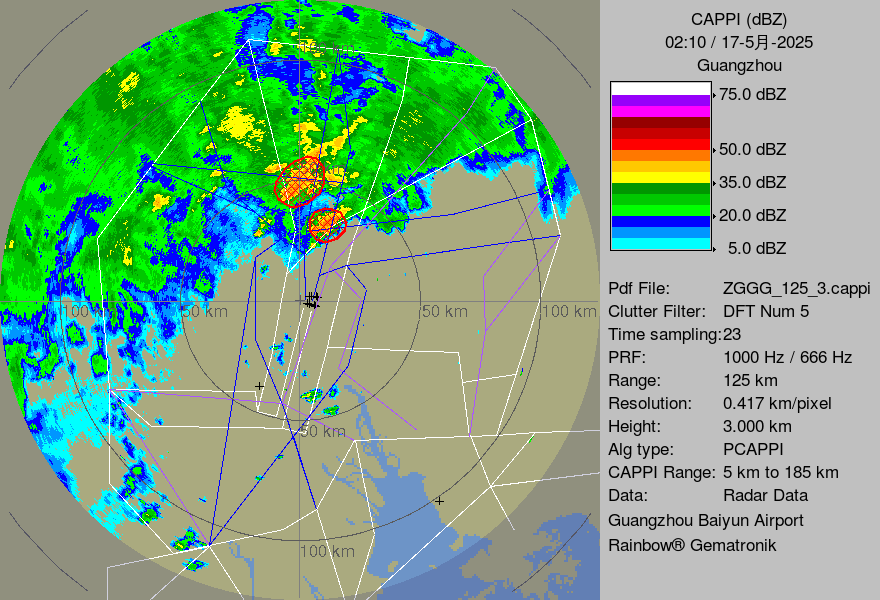 CAPPI (dBZ)
02:10 / 17-5月-2025
Guangzhou
75.0 dBZ
50.0 dBZ
35.0 dBZ
20.0 dBZ
5.0 dBZ
Pdf File: ZGGG_125_3.cappi
Clutter Filter: DFT Num 5
Time sampling:23
PRF: 1000 Hz / 666 Hz
Range: 125 km
Resolution: 0.417 km/pixel
Height: 3.000 km
Alg type: PCAPPI
CAPPI Range: 5 km to 185 km
Data: Radar Data
Guangzhou Baiyun Airport
Rainbow® Gematronik
100 km
50 km
50 km
100 km
50 km
100 km